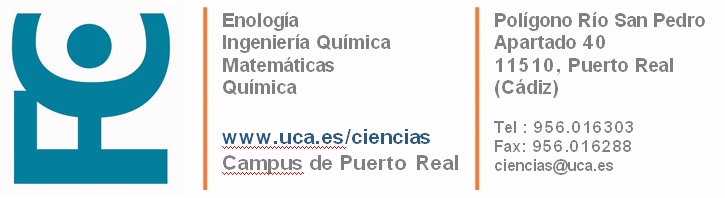 FC
Enología
Ingeniería Química
Matemáticas
Química
www.uca.es/ciencias
Campus de Puerto Real
Polígono Río San Pedro
Apartado 40
11510, Puerto Real
(Cádiz)
Tel : 956.016303
Fax: 956.016288
ciencias@uca.es